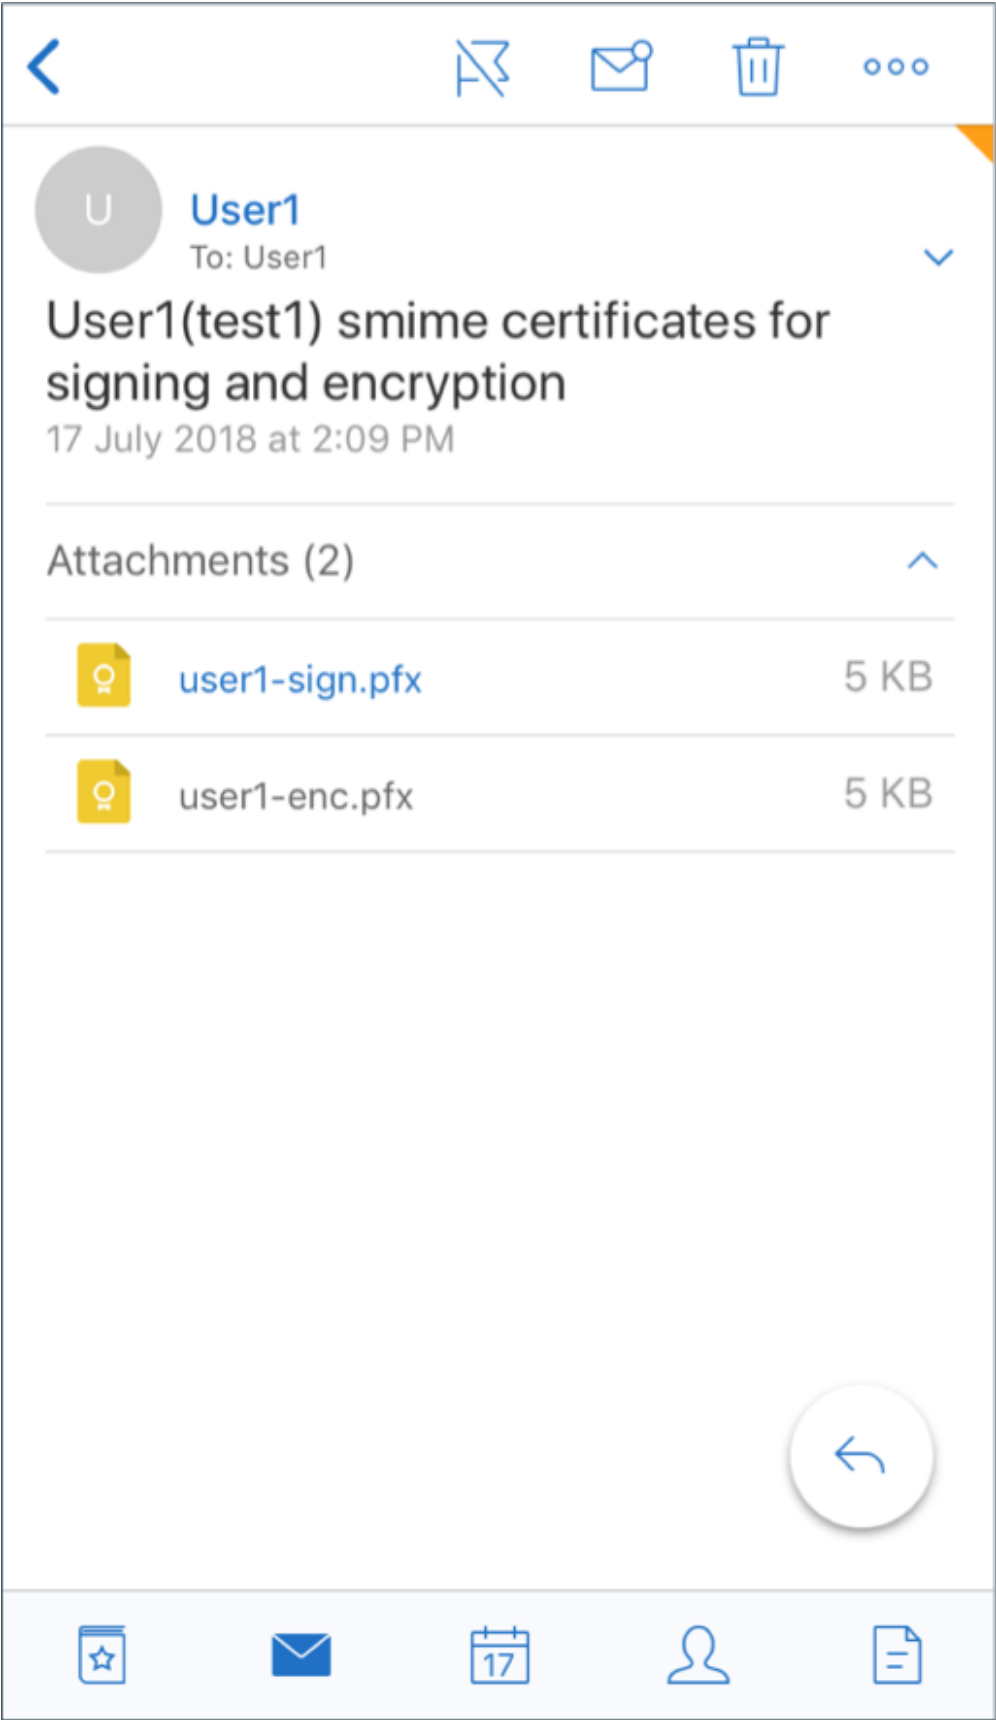 U
User1
To: User1
User1(test1) smime certificates for
signing and encryption
17 July 2018 at 2:09 PM
Attachments (2)
user1-sign.pfx 5 KB
user1-enc.pfx 5 KB
17